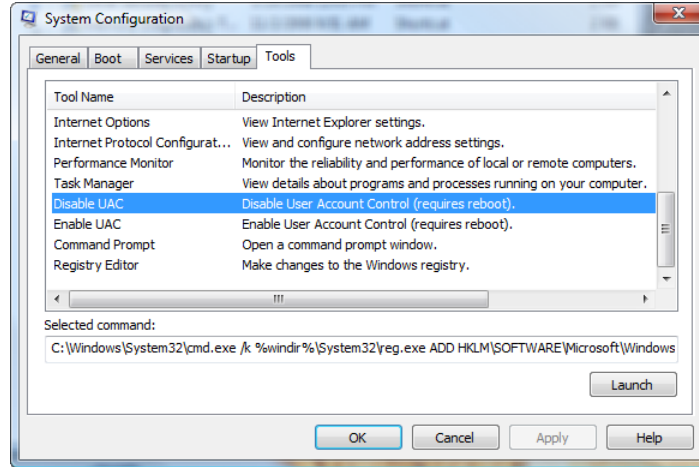 System Configuration
General Boot Services Startup Tools
Tool Name Description
Internet Options View Internet Explorer settings.
Internet Protocol Configurat... View and configure network address settings.
Performance Monitor Monitor the reliability and performance of local or remote computers.
Task Manager View details about programs and processes running on your computer.
Disable UAC Disable User Account Control (requires reboot).
Enable UAC Enable User Account Control (requires reboot).
Command Prompt Open a command prompt window.
Registry Editor Make changes to the Windows registry.
Selected command:
C:\Windows\System32\cmd.exe /k %windir%\System32\reg.exe ADD HKLM\SOFTWARE\Microsoft\Windows
Launch
OK Cancel Apply Help